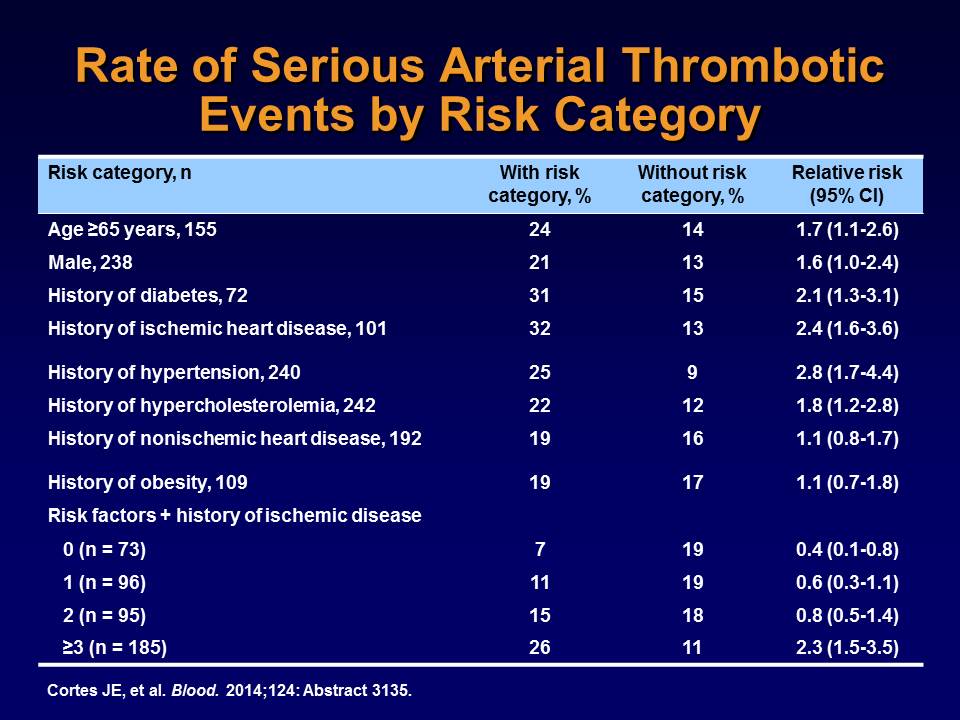 Rate of Serious Arterial Thrombotic
Events by Risk Category
Risk category, n With risk category, % Without risk category, % Relative risk (95% CI)
Age ≥65 years, 155 24 14 1.7 (1.1-2.6)
Male, 238 21 13 1.6 (1.0-2.4)
History of diabetes, 72 31 15 2.1 (1.3-3.1)
History of ischemic heart disease, 101 32 13 2.4 (1.6-3.6)
History of hypertension, 240 25 9 2.8 (1.7-4.4)
History of hypercholesterolemia, 242 22 12 1.8 (1.2-2.8)
History of nonischemic heart disease, 192 19 16 1.1 (0.8-1.7)
History of obesity, 109 19 17 1.1 (0.7-1.8)
Risk factors + history of ischemic disease
0 (n = 73) 7 19 0.4 (0.1-0.8)
1 (n = 96) 11 19 0.6 (0.3-1.1)
2 (n = 95) 15 18 0.8 (0.5-1.4)
≥3 (n = 185) 26 11 2.3 (1.5-3.5)
Cortes JE, et al. Blood. 2014;124: Abstract 3135.